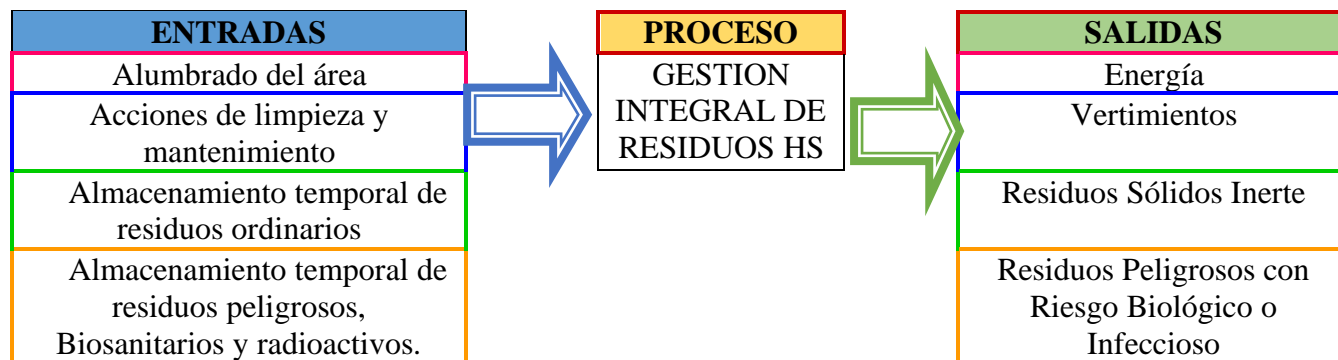 ENTRADAS
Alumbrado del área
Acciones de limpieza y
mantenimiento
Almacenamiento temporal de
residuos ordinarios
Almacenamiento temporal de
residuos peligrosos,
Biosanitarios y radioactivos.
PROCESO
GESTION
INTEGRAL DE
RESIDUOS HS
SALIDAS
Energía
Vertimientos
Residuos Sólidos Inerte
Residuos Peligrosos con
Riesgo Biológico o
Infeccioso